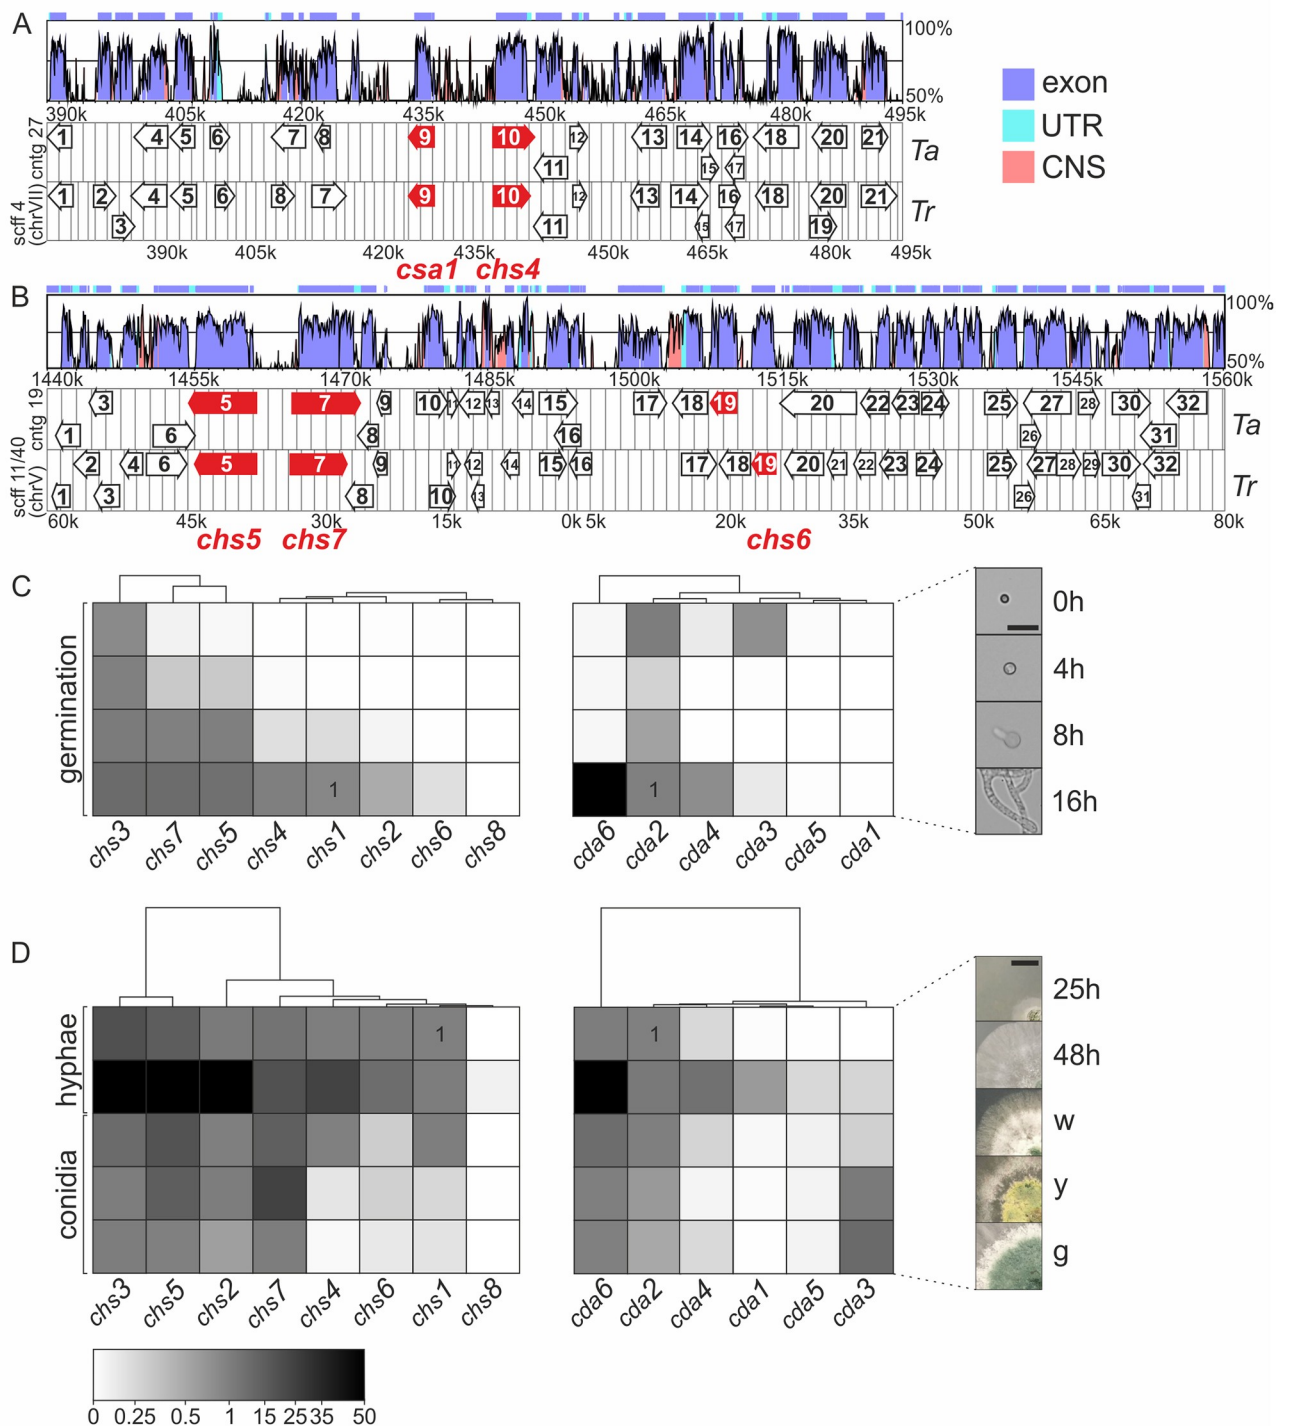 A
100%
50%
exon
UTR
CNS
390k 405k 420k 435k 450k 465k 480k 495k
cntg 27
1 4 5 6 7 8 9 10 12 13 14 16 18 20 21
11 15 17
Ta
scff 4
(chrVII)
1 2 4 5 6 8 7 9 10 12 13 14 16 18 20 21
3 11 15 17 19
Tr
390k 405k 420k 435k 450k 465k 480k 495k
csa1 chs4
B
100%
50%
1440k 1455k 1470k 1485k 1500k 1515k 1530k 1545k 1560k
cntg 19
3 5 7 9 10 11 12 13 14 15 17 18 19 20 22 23 24 25 27 28 30 32
1 6 8 16 26 31
Ta
scff 11/40
(chrV)
2 4 6 5 7 9 11 12 14 15 16 17 18 19 20 21 22 23 24 25 27 28 29 30 32
1 3 8 10 13 26 31
Tr
60k 45k 30k 15k 0k 5k 20k 35k 50k 65k 80k
chs5 chs7 chs6
C
germination
1
1
chs3 chs7 chs5 chs4 chs1 chs2 chs6 chs8
cda6 cda2 cda4 cda3 cda5 cda1
0h
4h
8h
16h
D
hyphae
conidia
1
1
chs3 chs5 chs2 chs7 chs4 chs6 chs1 chs8
cda6 cda2 cda4 cda1 cda5 cda3
25h
48h
w
y
g
0 0.25 0.5 1 15 25 35 50